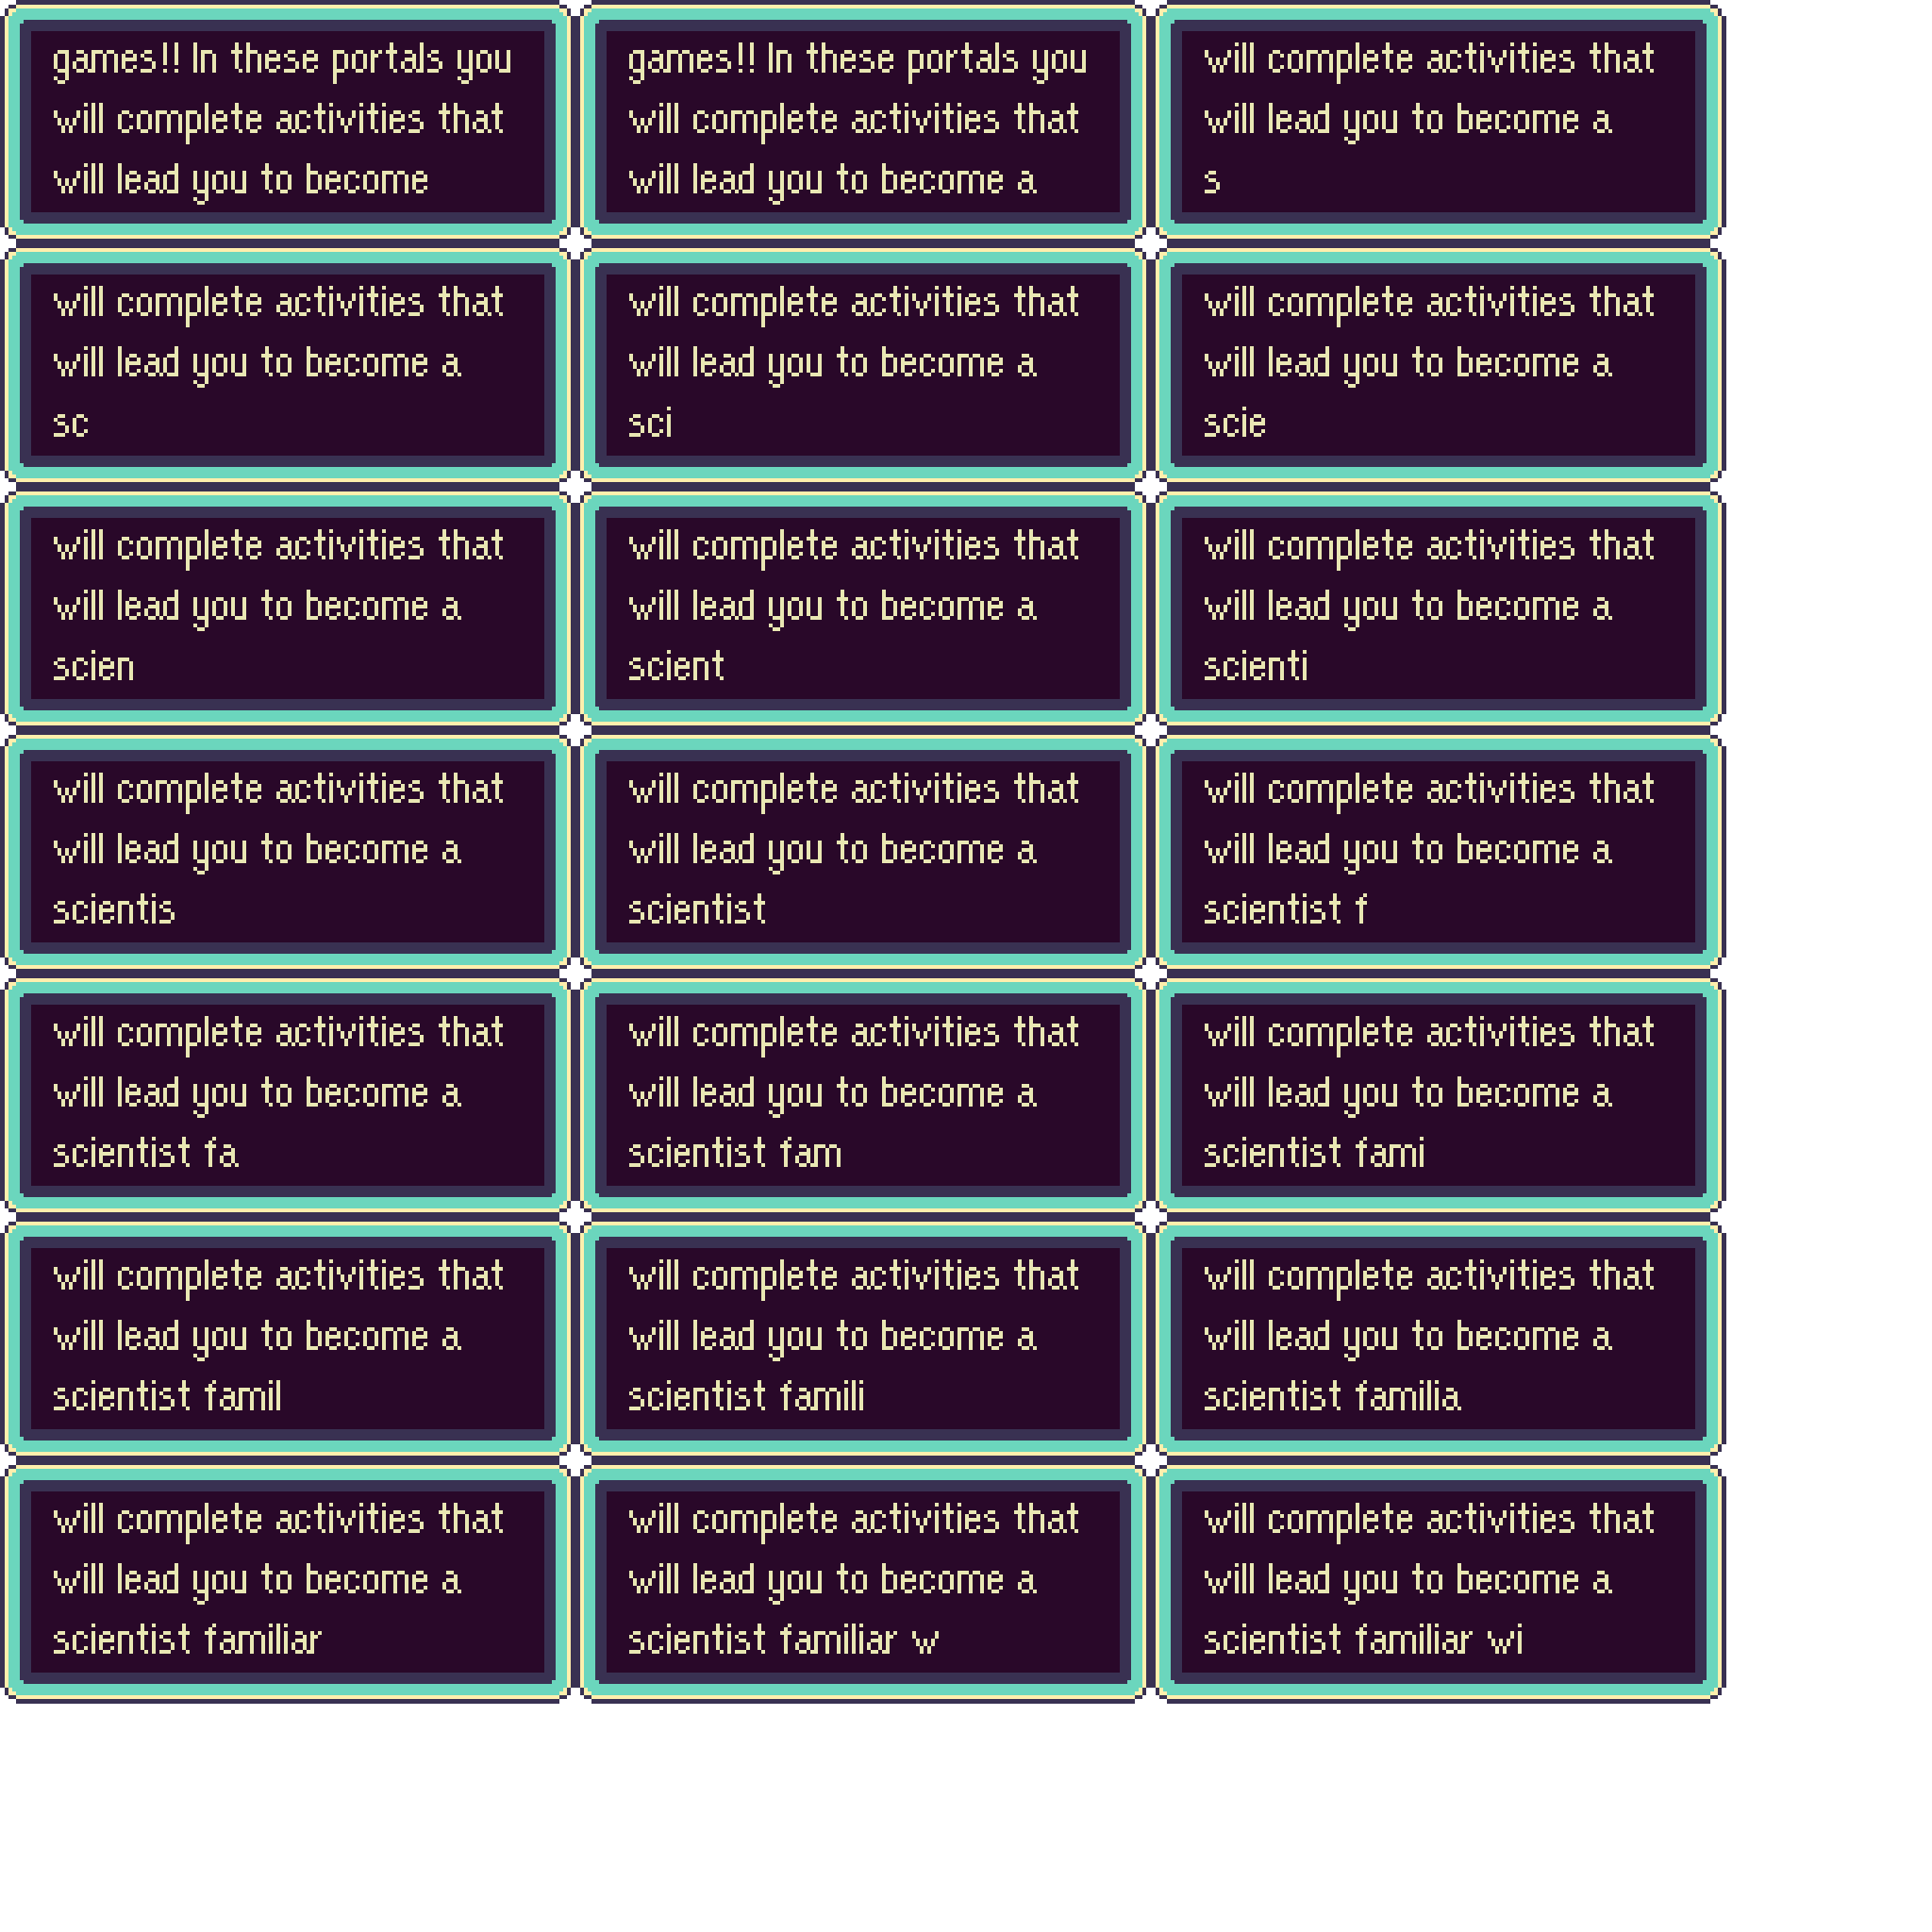 games!! In these portals you
will complete activities that
will lead you to become
games!! In these portals you
will complete activities that
will lead you to become a
will complete activities that
will lead you to become a
s
will complete activities that
will lead you to become a
sc
will complete activities that
will lead you to become a
sci
will complete activities that
will lead you to become a
scie
will complete activities that
will lead you to become a
scien
will complete activities that
will lead you to become a
scient
will complete activities that
will lead you to become a
scienti
will complete activities that
will lead you to become a
scientis
will complete activities that
will lead you to become a
scientist
will complete activities that
will lead you to become a
scientist f
will complete activities that
will lead you to become a
scientist fa
will complete activities that
will lead you to become a
scientist fam
will complete activities that
will lead you to become a
scientist fami
will complete activities that
will lead you to become a
scientist famil
will complete activities that
will lead you to become a
scientist famili
will complete activities that
will lead you to become a
scientist familia
will complete activities that
will lead you to become a
scientist familiar
will complete activities that
will lead you to become a
scientist familiar w
will complete activities that
will lead you to become a
scientist familiar wi